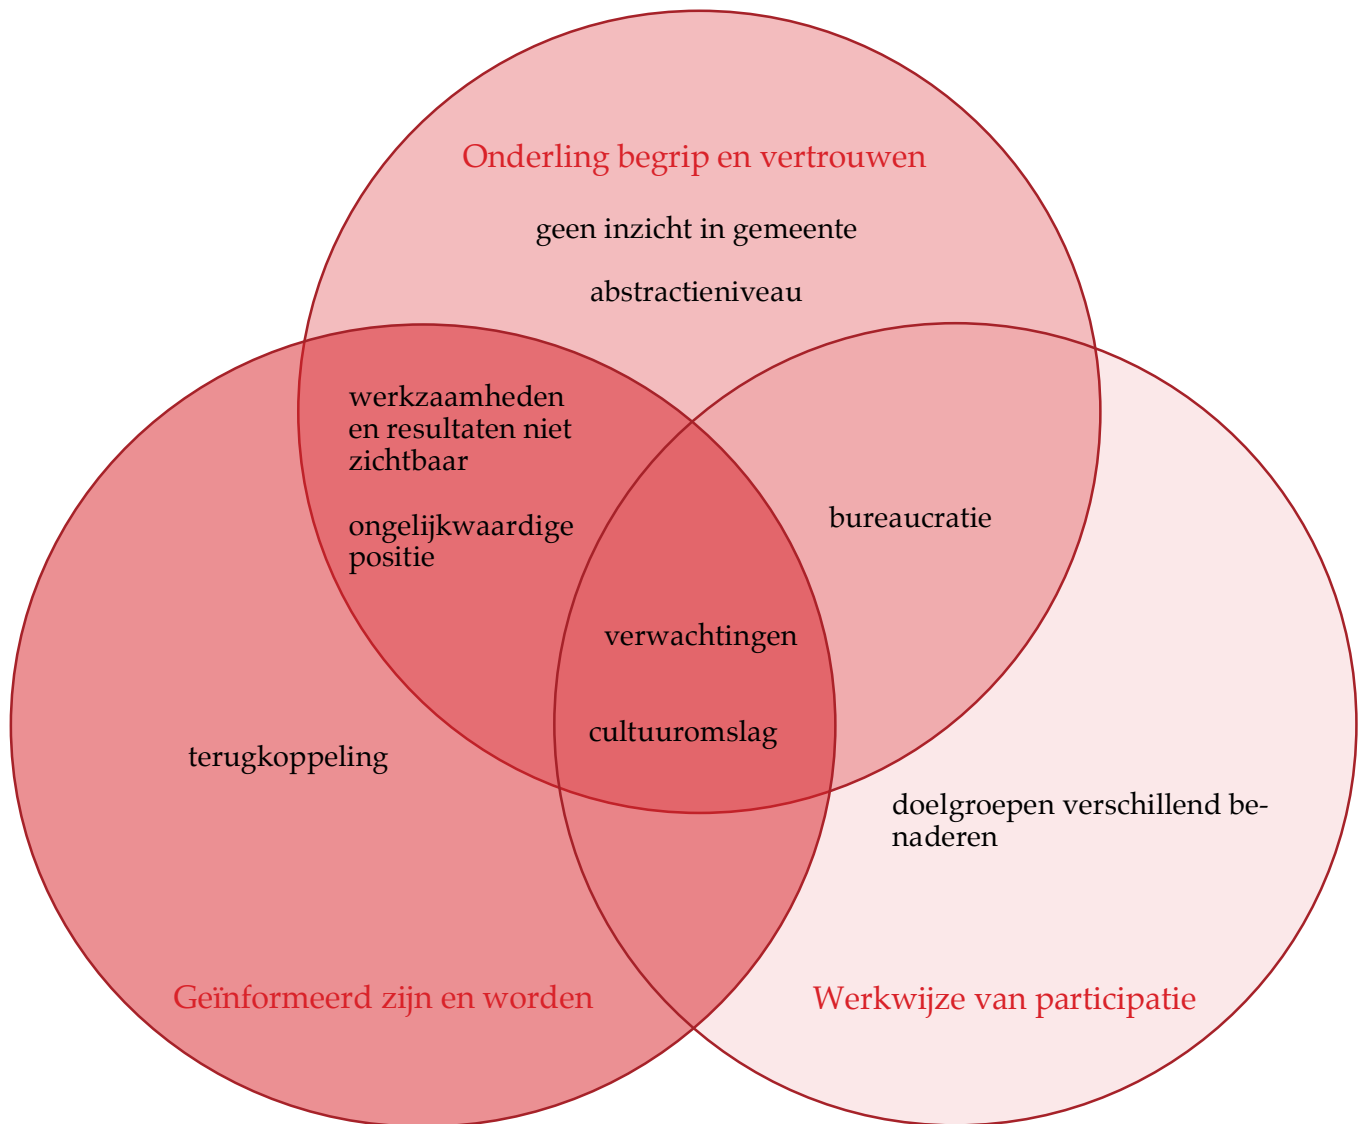 Onderling begrip en vertrouwen
geen inzicht in gemeente
abstractieniveau
werkzaamheden
en resultaten niet
zichtbaar
ongelijkwaardige
positie
bureaucratie
verwachtingen
cultuuromslag
terugkoppeling
doelgroepen verschillend be-
naderen
Geïnformeerd zijn en worden
Werkwijze van participatie